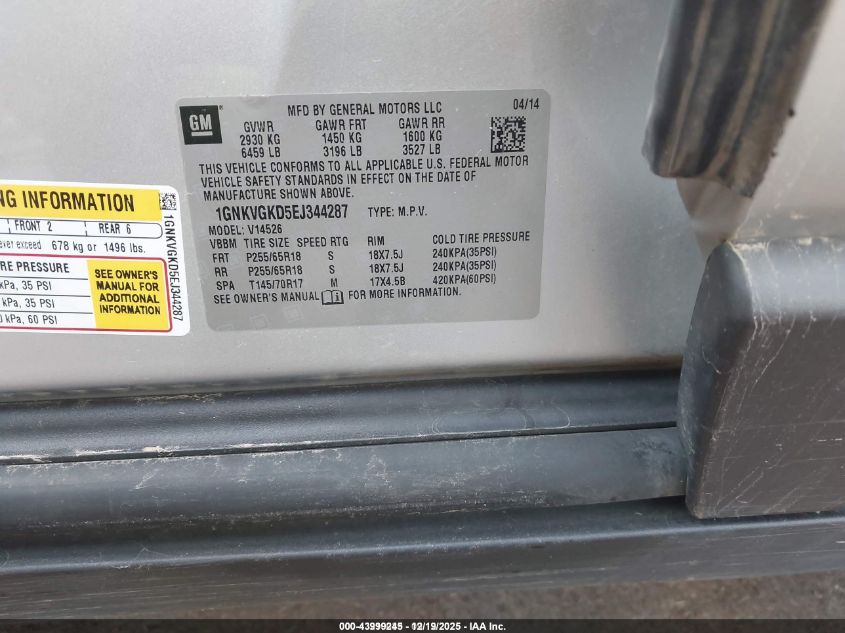 GM
MFD BY GENERAL MOTORS LLC 04/14
GVWR GAWR FRT GAWR RR
2930 KG 1450 KG 1600 KG
6459 LB 3196 LB 3527 LB
THIS VEHICLE CONFORMS TO ALL APPLICABLE U.S. FEDERAL MOTOR
VEHICLE SAFETY STANDARDS IN EFFECT ON THE DATE OF
MANUFACTURE SHOWN ABOVE.
1GNKVGKD5EJ344287 TYPE: M.P.V.
MODEL: V14526
VBBM TIRE SIZE SPEED RTG RIM COLD TIRE PRESSURE
FRT P255/65R18 S 18X7.5J 240KPA(35PSI)
RR P255/65R18 S 18X7.5J 240KPA(35PSI)
SPA T145/70R17 M 17X4.5B 420KPA(60PSI)
SEE OWNER'S MANUAL FOR MORE INFORMATION.
NG INFORMATION
FRONT 2 REAR 6
ever exceed 678 kg or 1496 lbs.
RE PRESSURE
kPa, 35 PSI
kPa, 35 PSI
0 kPa, 60 PSI
SEE OWNER'S
MANUAL FOR
ADDITIONAL
INFORMATION
1GNKVGKD5EJ344287
12/19/2025 - IAA Inc.